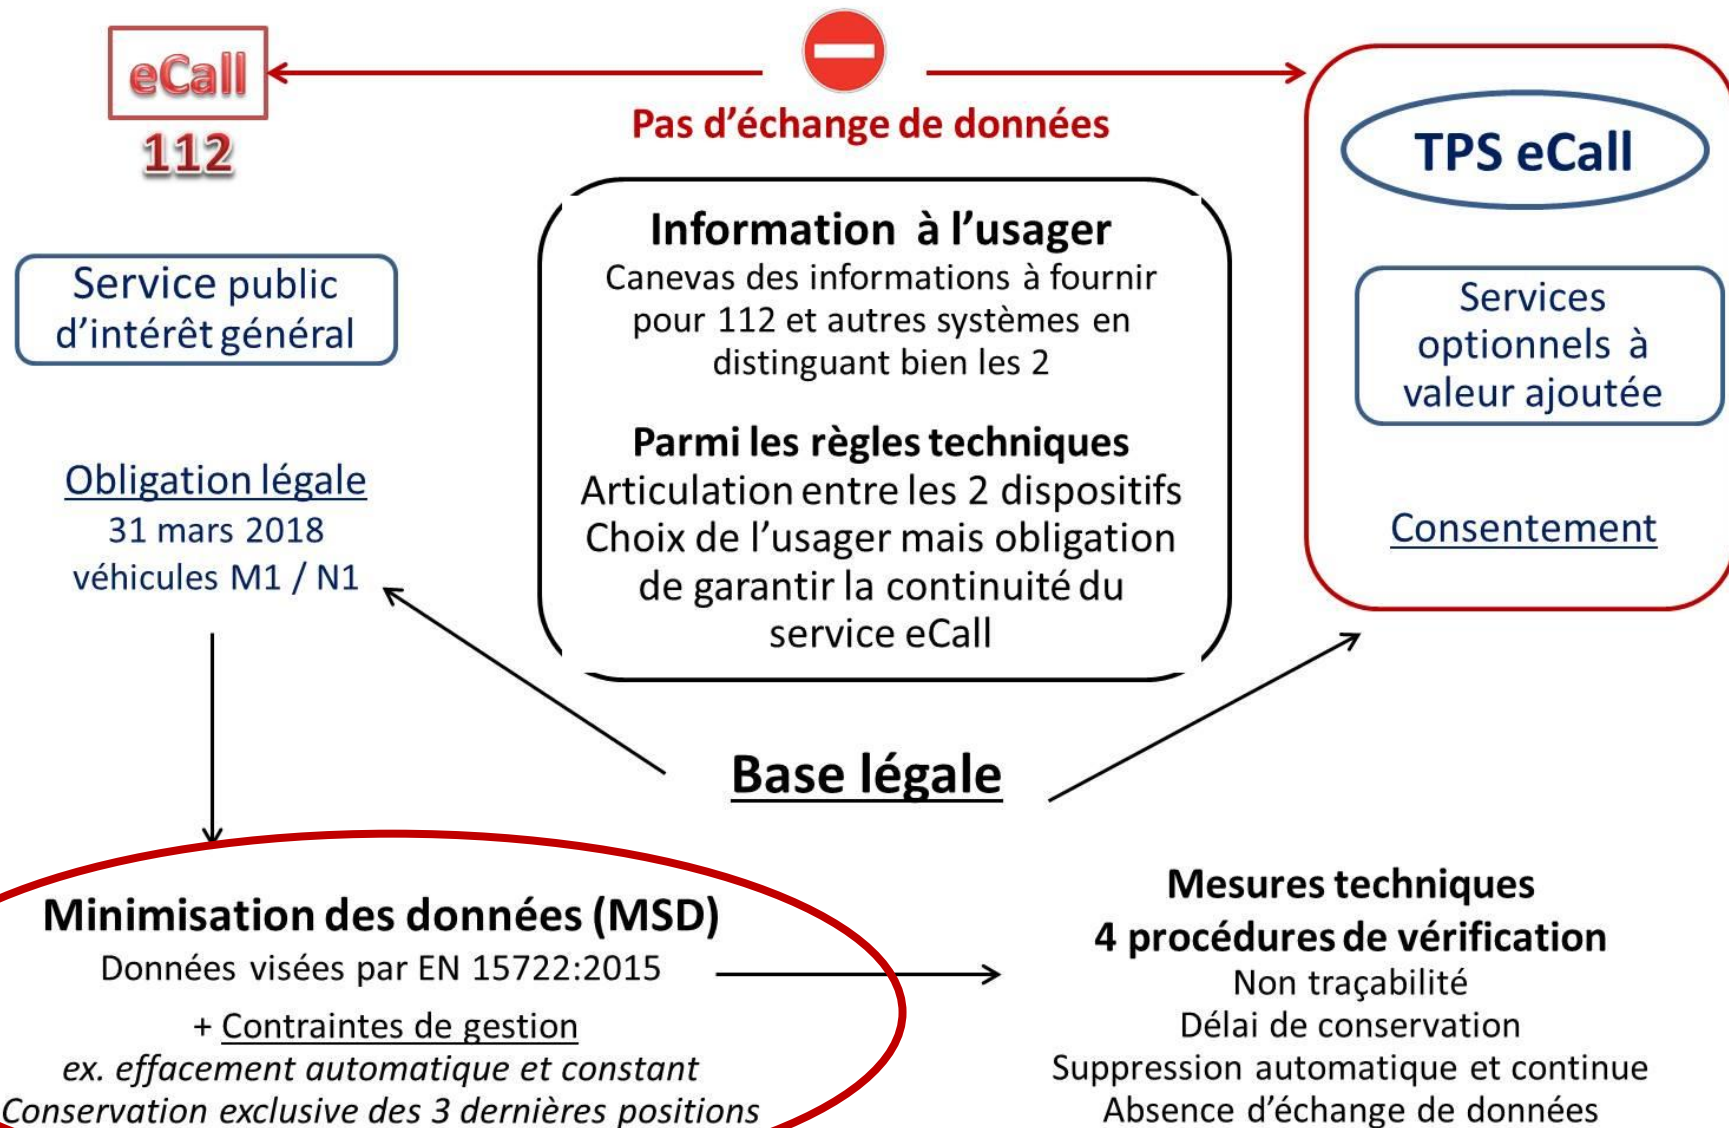 eCall
112
Pas d’échange de données
TPS eCall
Service public
d’intérêt général
Information à l’usager
Canevas des informations à fournir
pour 112 et autres systèmes en
distinguant bien les 2
Parmi les règles techniques
Articulation entre les 2 dispositifs
Choix de l’usager mais obligation
de garantir la continuité du
service eCall
Services
optionnels à
valeur ajoutée
Obligation légale
31 mars 2018
véhicules M1 / N1
Consentement
Base légale
Minimisation des données (MSD)
Données visées par EN 15722:2015
+ Contraintes de gestion
ex. effacement automatique et constant
Conservation exclusive des 3 dernières positions
Mesures techniques
4 procédures de vérification
Non traçabilité
Délai de conservation
Suppression automatique et continue
Absence d’échange de données